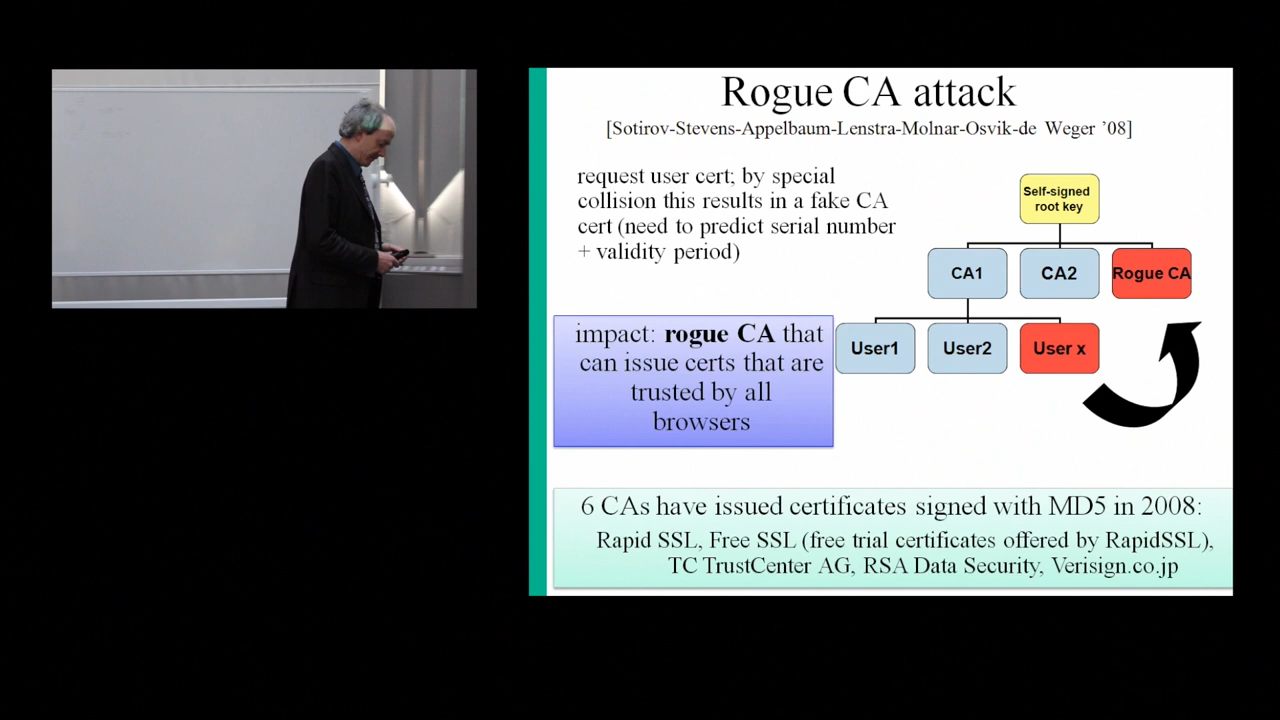 Rogue CA attack
[Sotirov-Stevens-Appelbaum-Lenstra-Molnar-Osvik-de Weger ’08]
request user cert; by special
collision this results in a fake CA
cert (need to predict serial number
+ validity period)
Self-signed
root key
CA1
CA2
Rogue CA
impact: rogue CA that
can issue certs that are
trusted by all
browsers
User1
User2
User x
6 CAs have issued certificates signed with MD5 in 2008:
Rapid SSL, Free SSL (free trial certificates offered by RapidSSL),
TC TrustCenter AG, RSA Data Security, Verisign.co.jp